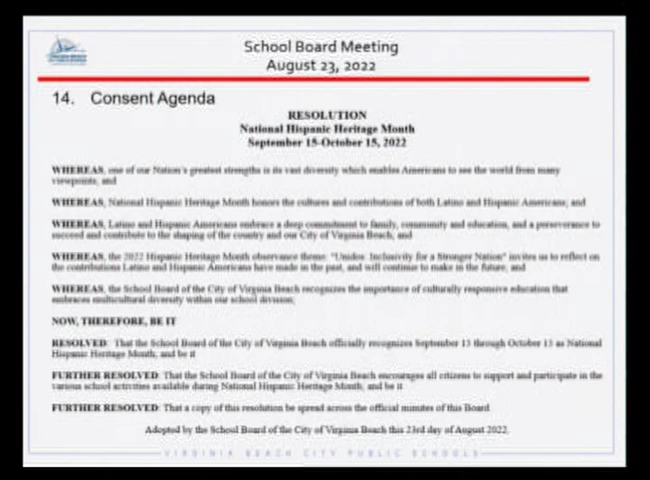 School Board Meeting
August 23, 2022
14. Consent Agenda
RESOLUTION
National Hispanic Heritage Month
September 15-October 15, 2022
WHEREAS, one of our Nation's greatest strengths is its vast diversity which enables Americans to see the world from many
viewpoints; and
WHEREAS, National Hispanic Heritage Month honors the cultures and contributions of both Latino and Hispanic Americans; and
WHEREAS, Latino and Hispanic Americans embrace a deep commitment to family, community and education, and a perseverance to
succeed and contribute to the shaping of the country and our City of Virginia Beach; and
WHEREAS, the 2022 Hispanic Heritage Month observance theme: "Unidos: Inclusivity for a Stronger Nation" invites us to reflect on
the contributions Latino and Hispanic Americans have made in the past, and will continue to make in the future; and
WHEREAS, the School Board of the City of Virginia Beach recognizes the importance of culturally responsive education that
embraces multicultural diversity within our school division;
NOW, THEREFORE, BE IT
RESOLVED: That the School Board of the City of Virginia Beach officially recognizes September 15 through October 15 as National
Hispanic Heritage Month, and be it
FURTHER RESOLVED: That the School Board of the City of Virginia Beach encourages all citizens to support and participate in the
various school activities available during National Hispanic Heritage Month; and be it
FURTHER RESOLVED: That a copy of this resolution be spread across the official minutes of this Board.
Adopted by the School Board of the City of Virginia Beach this 23rd day of August 2022.
VIRGINIA BEACH CITY PUBLIC SCHOOLS